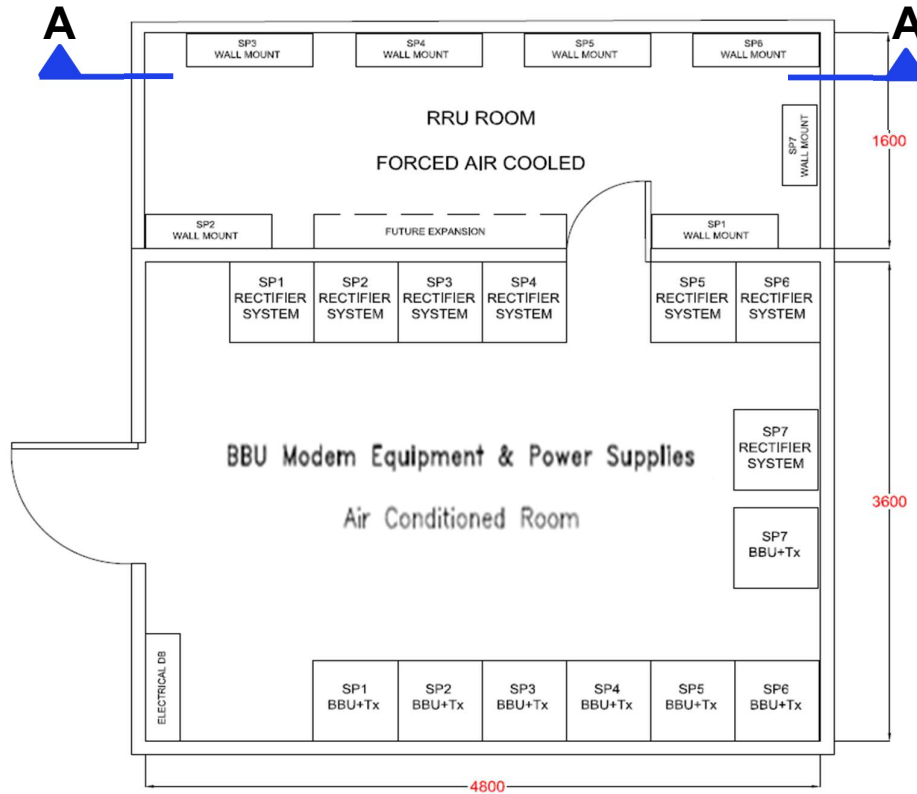 A
A
SP3
WALL MOUNT
SP4
WALL MOUNT
SP5
WALL MOUNT
SP6
WALL MOUNT
RRU ROOM
FORCED AIR COOLED
SP7
WALL MOUNT
1600
SP2
WALL MOUNT
FUTURE EXPANSION
SP1
WALL MOUNT
SP1
RECTIFIER
SYSTEM
SP2
RECTIFIER
SYSTEM
SP3
RECTIFIER
SYSTEM
SP4
RECTIFIER
SYSTEM
SP5
RECTIFIER
SYSTEM
SP6
RECTIFIER
SYSTEM
BBU Modem Equipment & Power Supplies
Air Conditioned Room
SP7
RECTIFIER
SYSTEM
3600
SP7
BBU+Tx
ELECTRICAL DB
SP1
BBU+Tx
SP2
BBU+Tx
SP3
BBU+Tx
SP4
BBU+Tx
SP5
BBU+Tx
SP6
BBU+Tx
4800